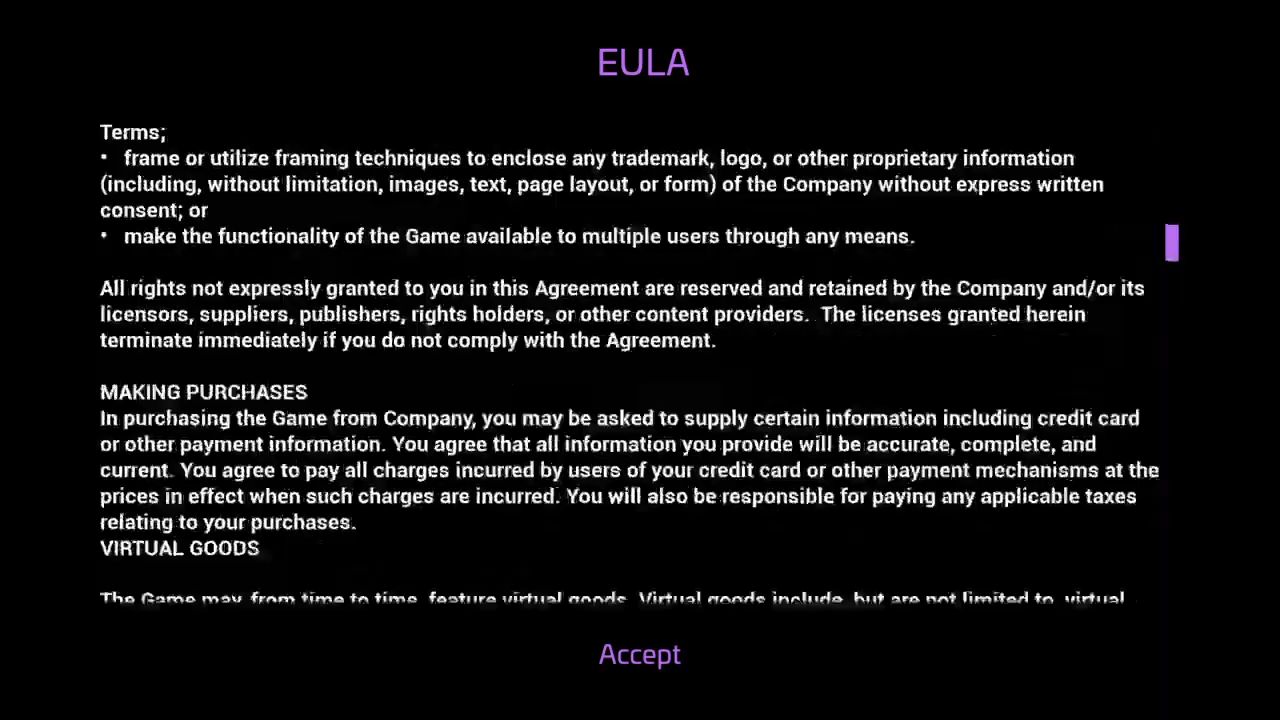 EULA
Terms;
• frame or utilize framing techniques to enclose any trademark, logo, or other proprietary information
(including, without limitation, images, text, page layout, or form) of the Company without express written
consent; or
• make the functionality of the Game available to multiple users through any means.
All rights not expressly granted to you in this Agreement are reserved and retained by the Company and/or its
licensors, suppliers, publishers, rights holders, or other content providers.  The licenses granted herein
terminate immediately if you do not comply with the Agreement.
MAKING PURCHASES
In purchasing the Game from Company, you may be asked to supply certain information including credit card
or other payment information. You agree that all information you provide will be accurate, complete, and
current. You agree to pay all charges incurred by users of your credit card or other payment mechanisms at the
prices in effect when such charges are incurred. You will also be responsible for paying any applicable taxes
relating to your purchases.
VIRTUAL GOODS
The Game may, from time to time, feature virtual goods. Virtual goods include, but are not limited to, virtual
Accept